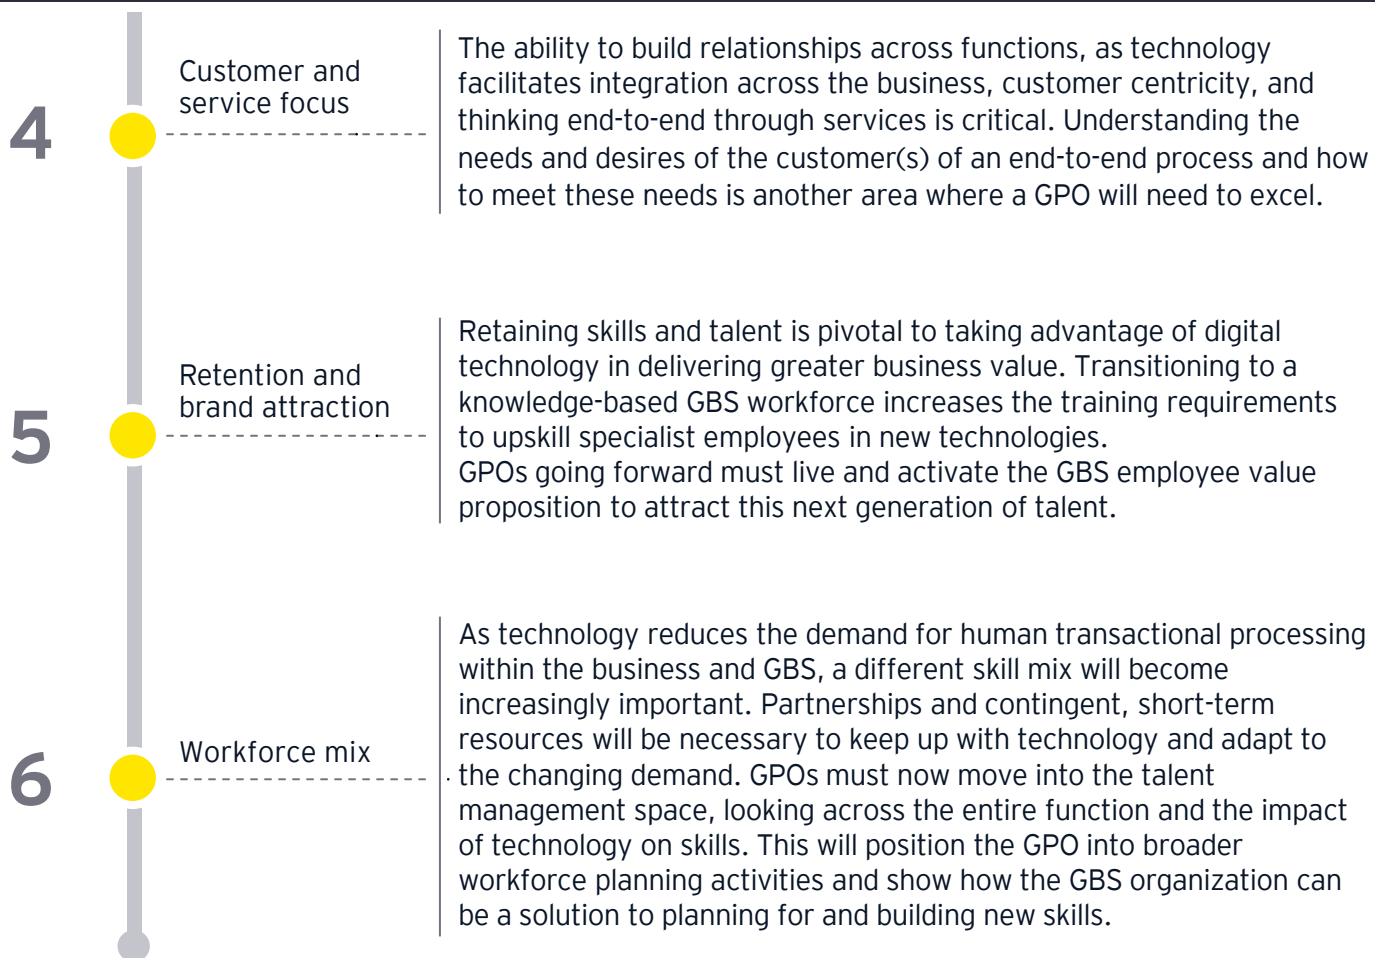 4
Customer and
service focus
The ability to build relationships across functions, as technology
facilitates integration across the business, customer centricity, and
thinking end-to-end through services is critical. Understanding the
needs and desires of the customer(s) of an end-to-end process and how
to meet these needs is another area where a GPO will need to excel.
5
Retention and
brand attraction
Retaining skills and talent is pivotal to taking advantage of digital
technology in delivering greater business value. Transitioning to a
knowledge-based GBS workforce increases the training requirements
to upskill specialist employees in new technologies.
GPOs going forward must live and activate the GBS employee value
proposition to attract this next generation of talent.
6
Workforce mix
As technology reduces the demand for human transactional processing
within the business and GBS, a different skill mix will become
increasingly important. Partnerships and contingent, short-term
resources will be necessary to keep up with technology and adapt to
the changing demand. GPOs must now move into the talent
management space, looking across the entire function and the impact
of technology on skills. This will position the GPO into broader
workforce planning activities and show how the GBS organization can
be a solution to planning for and building new skills.